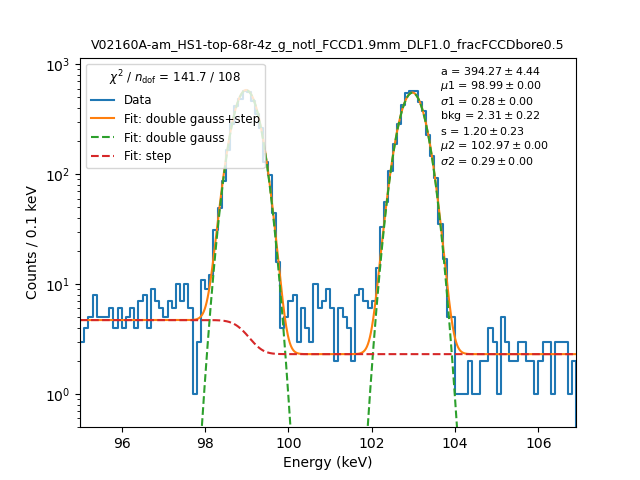 V02160A-am_HS1-top-68r-4z_g_notl_FCCD1.9mm_DLF1.0_fracFCCDbore0.5
χ² / n_dof = 141.7 / 108
Data
Fit: double gauss+step
Fit: double gauss
Fit: step
a = 394.27 ± 4.44
μ1 = 98.99 ± 0.00
σ1 = 0.28 ± 0.00
bkg = 2.31 ± 0.22
s = 1.20 ± 0.23
μ2 = 102.97 ± 0.00
σ2 = 0.29 ± 0.00
Counts / 0.1 keV
10³
10²
10¹
10⁰
96 98 100 102 104 106
Energy (keV)